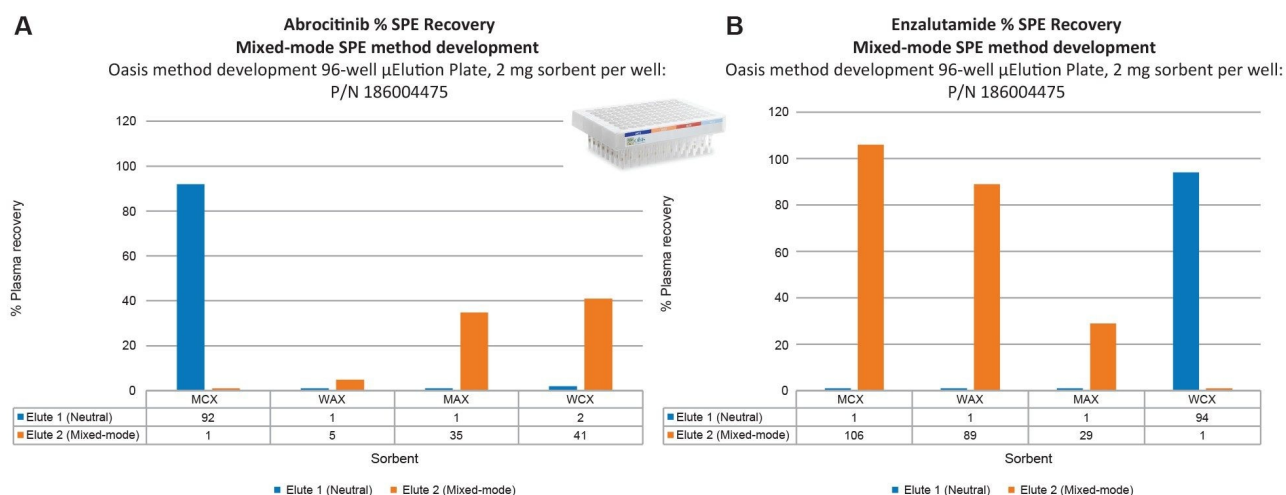 A
Abrocitinib % SPE Recovery
Mixed-mode SPE method development
Oasis method development 96-well µElution Plate, 2 mg sorbent per well:
P/N 186004475
% Plasma recovery
120
100
80
60
40
20
0
MCX WAX MAX WCX
Elute 1 (Neutral) 92 1 1 2
Elute 2 (Mixed-mode) 1 5 35 41
Sorbent
Elute 1 (Neutral) Elute 2 (Mixed-mode)
B
Enzalutamide % SPE Recovery
Mixed-mode SPE method development
Oasis method development 96-well µElution Plate, 2 mg sorbent per well:
P/N 186004475
% Plasma recovery
120
100
80
60
40
20
0
MCX WAX MAX WCX
Elute 1 (Neutral) 1 1 1 94
Elute 2 (Mixed-mode) 106 89 29 1
Sorbent
Elute 1 (Neutral) Elute 2 (Mixed-mode)